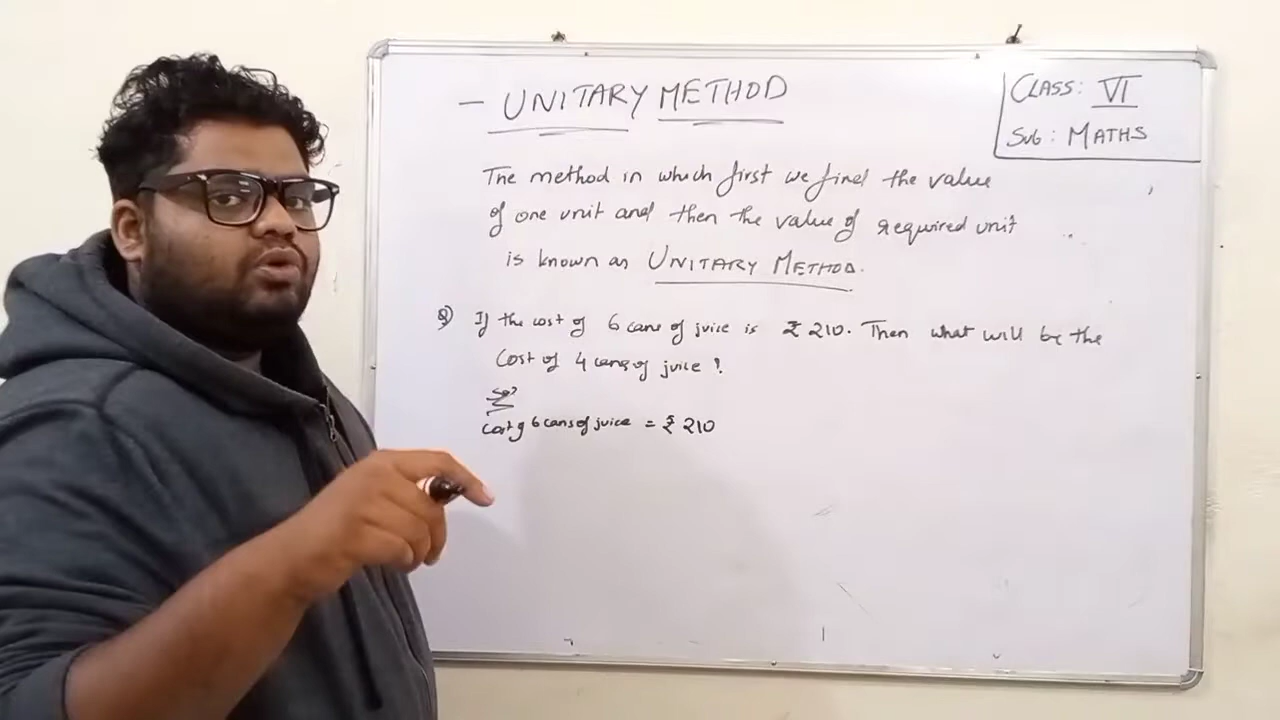 - UNITARY METHOD
CLASS: VI
SUB: MATHS
The method in which first we find the value
of one unit and then the value of required unit
is known as UNITARY METHOD.
Q) If the cost of 6 cans of juice is ₹ 210. Then what will be the
Cost of 4 cans of juice ?
Sol
Cost of 6 cans of juice = ₹ 210